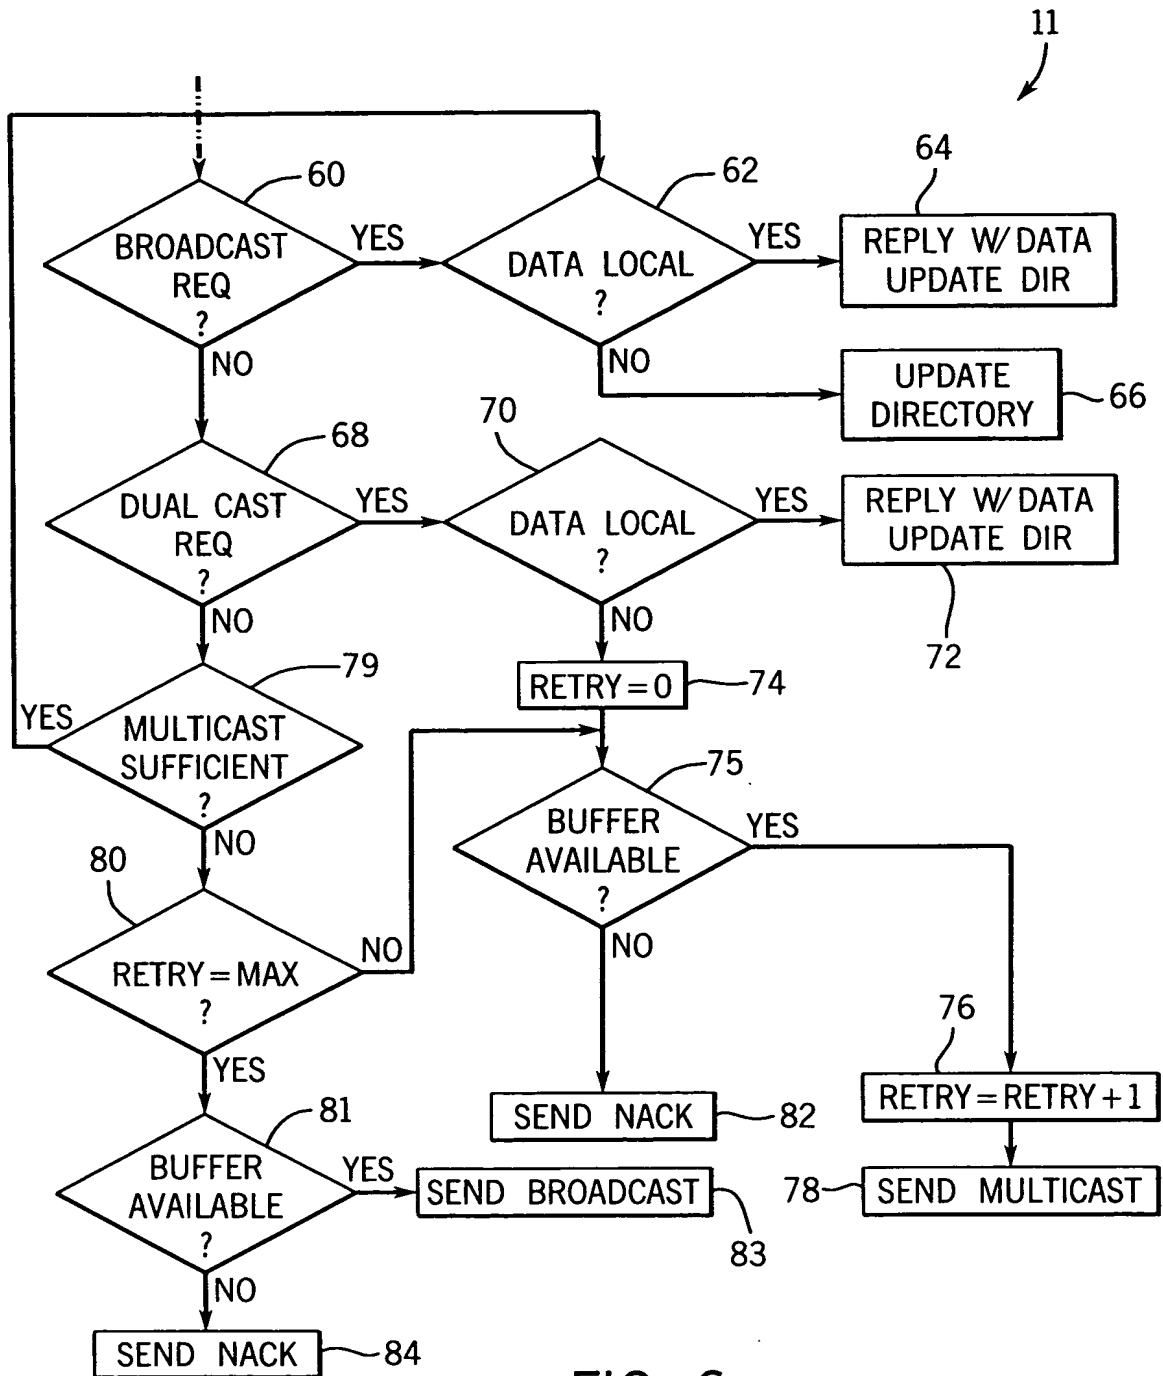 11
60
BROADCAST
REQ
?
YES
NO
62
DATA LOCAL
?
YES
NO
64
REPLY W/DATA
UPDATE DIR
UPDATE
DIRECTORY
66
68
DUAL CAST
REQ
?
YES
NO
70
DATA LOCAL
?
YES
NO
REPLY W/DATA
UPDATE DIR
72
79
MULTICAST
SUFFICIENT
?
YES
NO
RETRY=0
74
75
BUFFER
AVAILABLE
?
YES
NO
80
RETRY=MAX
?
NO
YES
76
RETRY=RETRY+1
SEND NACK
82
78
SEND MULTICAST
81
BUFFER
AVAILABLE
?
YES
NO
SEND BROADCAST
83
SEND NACK
84